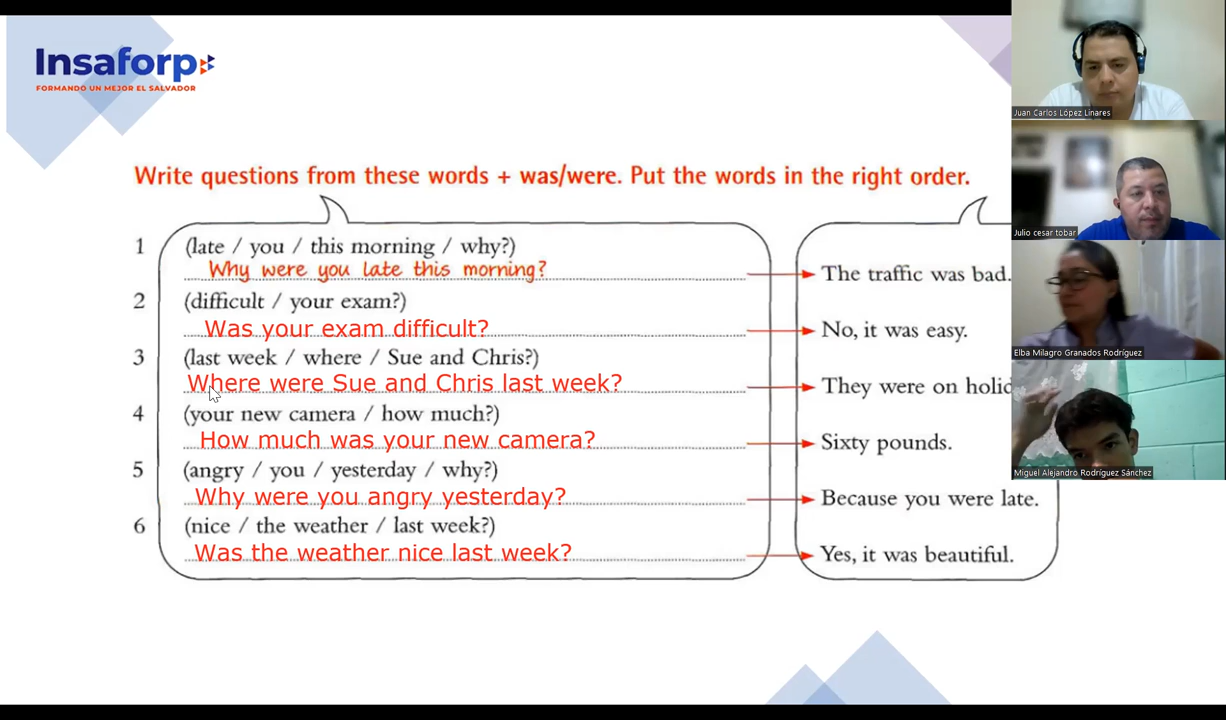 Insaforp
FORMANDO UN MEJOR EL SALVADOR
Write questions from these words + was/were. Put the words in the right order.
1 (late / you / this morning / why?)
Why were you late this morning?
The traffic was bad.
2 (difficult / your exam?)
Was your exam difficult?
No, it was easy.
3 (last week / where / Sue and Chris?)
Where were Sue and Chris last week?
They were on
4 (your new camera / how much?)
How much was your new camera?
Sixty pounds.
5 (angry / you / yesterday / why?)
Why were you angry yesterday?
Because you were late.
6 (nice / the weather / last week?)
Was the weather nice last week?
Yes, it was beautiful.
Juan Carlos López Linares
Julio cesar tobar
Elba Milagro Granados Rodríguez
Miguel Alejandro Rodríguez Sánchez